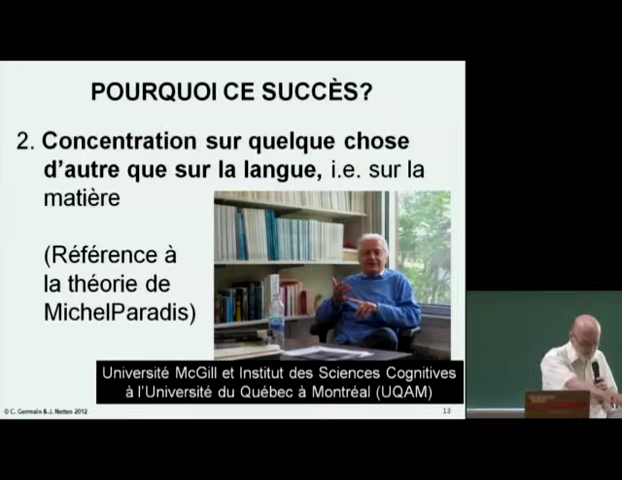 POURQUOI CE SUCCÈS?
2. Concentration sur quelque chose
d'autre que sur la langue, i.e. sur la
matière
(Référence à
la théorie de
MichelParadis)
Université McGill et Institut des Sciences Cognitives
à l'Université du Québec à Montréal (UQAM)
© C. Germain & J. Netten 2012
13